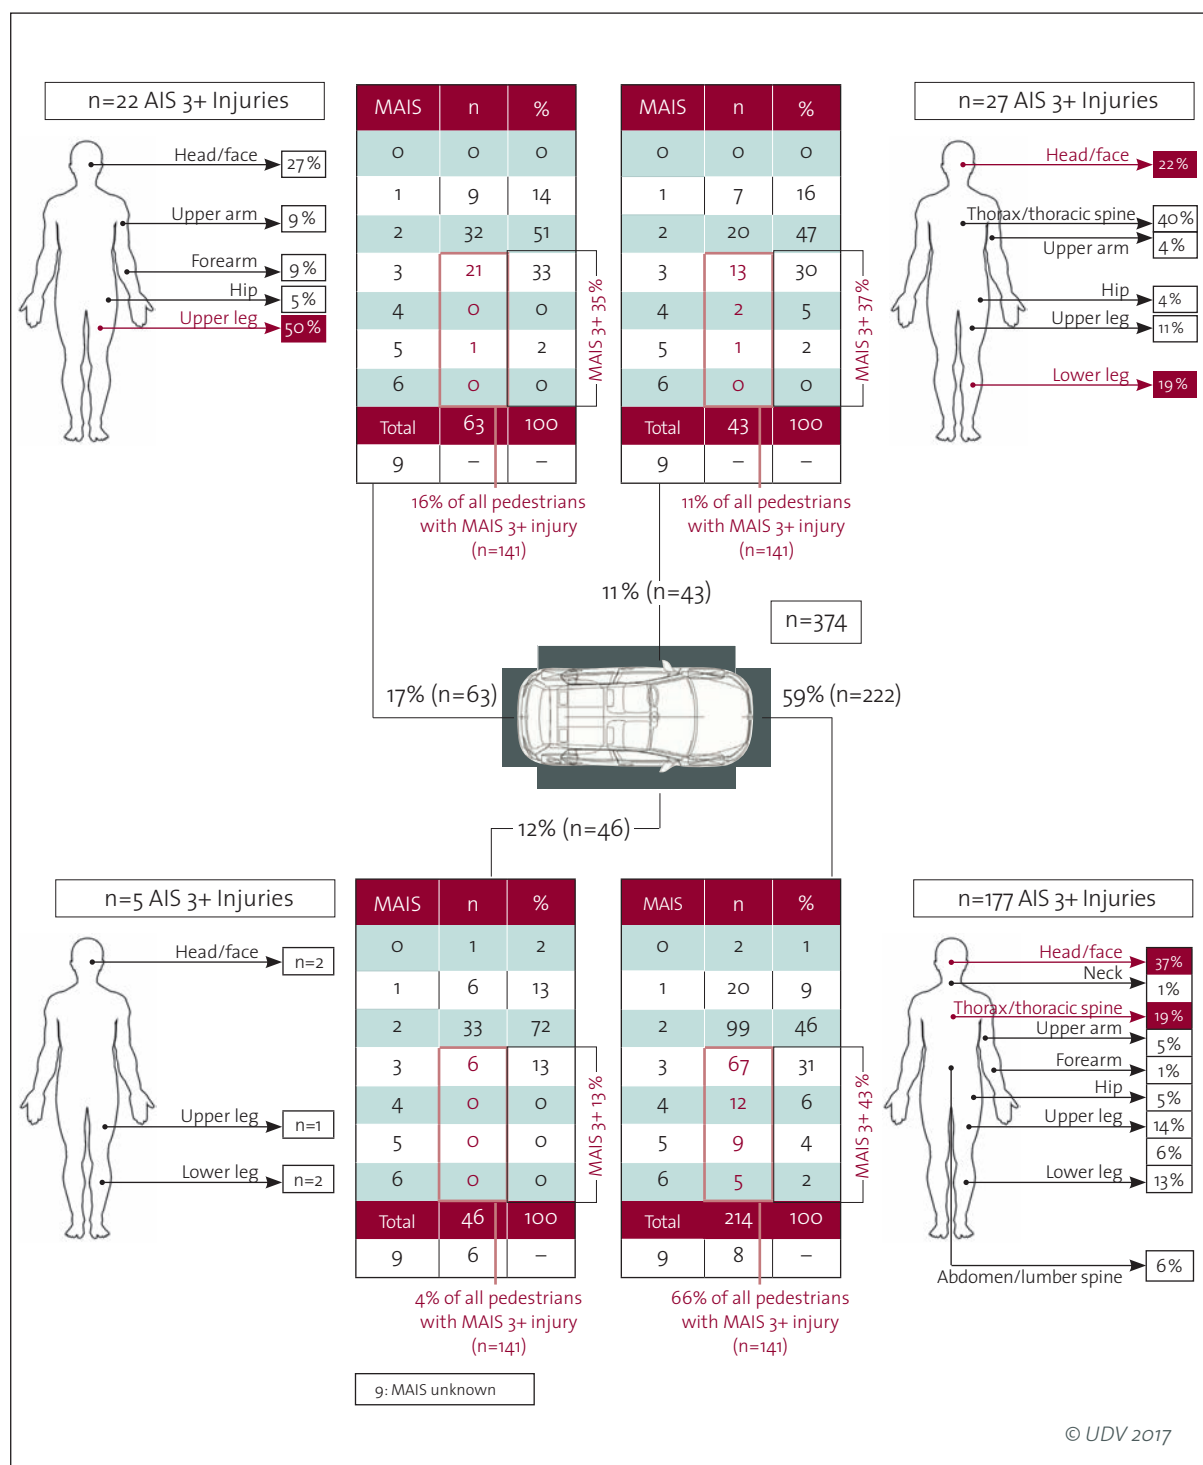 n=22 AIS 3+ Injuries
Head/face 27%
Upper arm 9%
Forearm 9%
Hip 5%
Upper leg 50%
MAIS n %
0 0 0
1 9 14
2 32 51
3 21 33
4 0 0
5 1 2
6 0 0
Total 63 100
9 – –
MAIS 3+ 35%
16% of all pedestrians
with MAIS 3+ injury
(n=141)
MAIS n %
0 0 0
1 7 16
2 20 47
3 13 30
4 2 5
5 1 2
6 0 0
Total 43 100
9 – –
MAIS 3+ 37%
11% of all pedestrians
with MAIS 3+ injury
(n=141)
n=27 AIS 3+ Injuries
Head/face 22%
Thorax/thoracic spine 40%
Upper arm 4%
Hip 4%
Upper leg 11%
Lower leg 19%
11% (n=43)
n=374
17% (n=63)
59% (n=222)
12% (n=46)
n=5 AIS 3+ Injuries
Head/face n=2
Upper leg n=1
Lower leg n=2
MAIS n %
0 1 2
1 6 13
2 33 72
3 6 13
4 0 0
5 0 0
6 0 0
Total 46 100
9 6 –
MAIS 3+ 13%
4% of all pedestrians
with MAIS 3+ injury
(n=141)
MAIS n %
0 2 1
1 20 9
2 99 46
3 67 31
4 12 6
5 9 4
6 5 2
Total 214 100
9 8 –
MAIS 3+ 43%
66% of all pedestrians
with MAIS 3+ injury
(n=141)
n=177 AIS 3+ Injuries
Head/face 37%
Neck 1%
Thorax/thoracic spine 19%
Upper arm 5%
Forearm 1%
Hip 5%
Upper leg 14%
6%
Lower leg 13%
Abdomen/lumber spine 6%
9: MAIS unknown
© UDV 2017